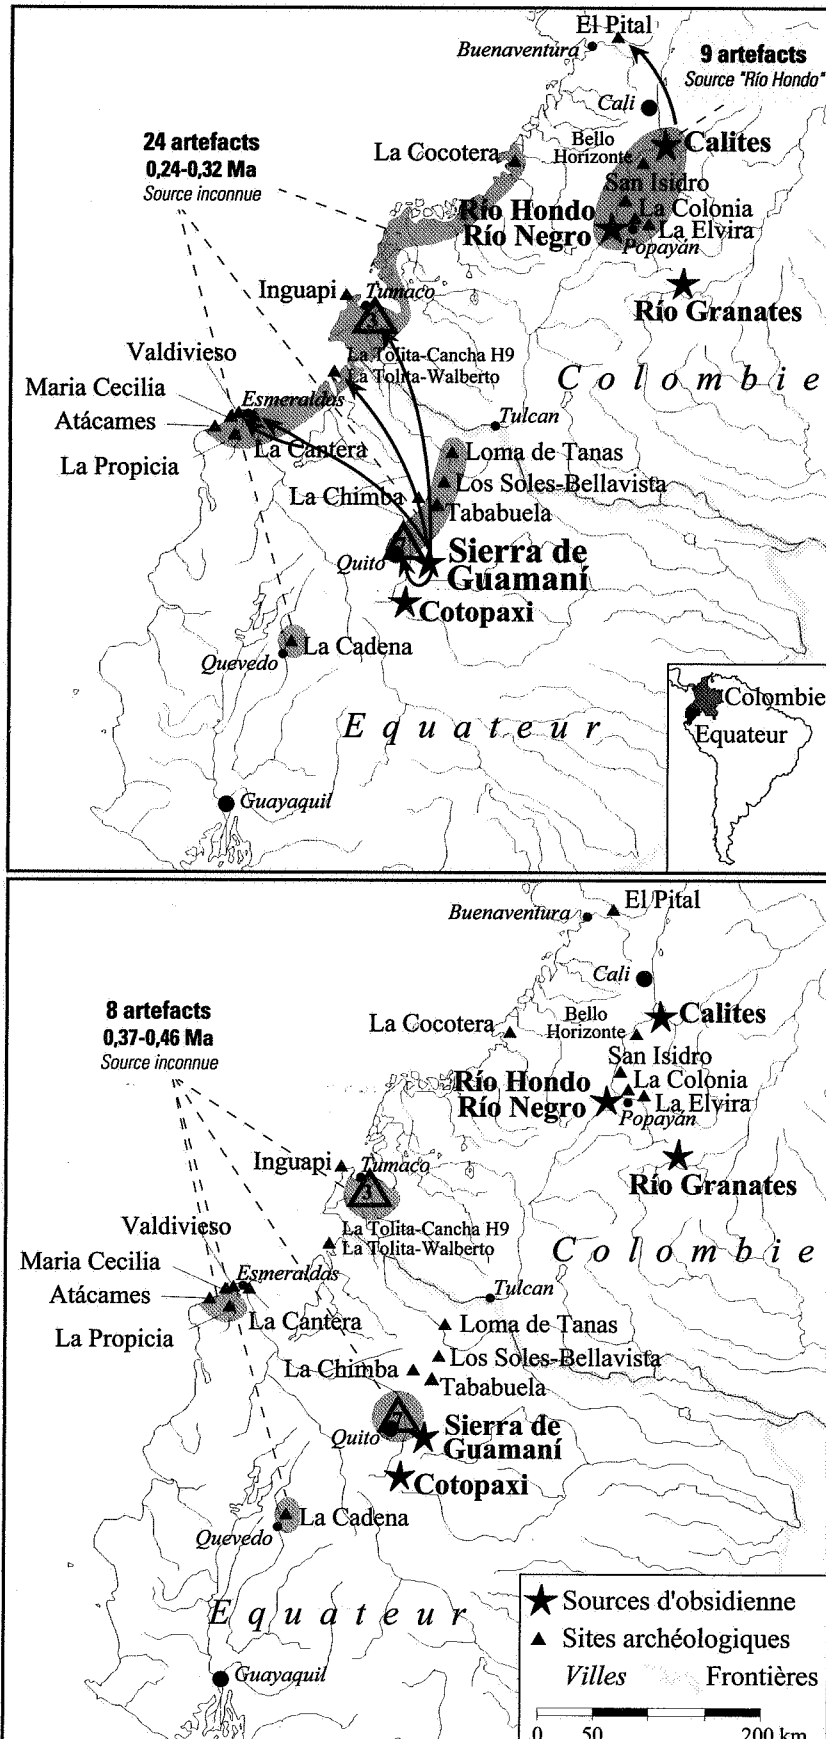 El Pital
Buenaventura
9 artefacts
Source "Río Hondo"
Cali
24 artefacts
0,24-0,32 Ma
Source inconnue
La Cocotera
Bello
Horizonte
Calites
San Isidro
Río Hondo
La Colonia
Río Negro
La Elvira
Popayán
Inguapi
Tumaco
3
Río Granates
Valdivieso
La Tolita-Cancha H9
La Tolita-Walberto
Colombie
Maria Cecilia
Esmeraldas
Atácames
Tulcan
La Propicia
La Cantera
Loma de Tanas
Los Soles-Bellavista
La Chimba
Tababuela
7
Quito
Sierra de
Guamaní
Cotopaxi
La Cadena
Quevedo
Colombie
Equateur
Equateur
Guayaquil
El Pital
Buenaventura
Cali
8 artefacts
0,37-0,46 Ma
Source inconnue
La Cocotera
Bello
Horizonte
Calites
San Isidro
Río Hondo
La Colonia
Río Negro
La Elvira
Popayán
Inguapi
Tumaco
3
Río Granates
Valdivieso
La Tolita-Cancha H9
La Tolita-Walberto
Colombie
Maria Cecilia
Esmeraldas
Atácames
Tulcan
La Propicia
La Cantera
Loma de Tanas
Los Soles-Bellavista
La Chimba
Tababuela
7
Quito
Sierra de
Guamaní
Cotopaxi
La Cadena
Quevedo
Equateur
Guayaquil
Sources d'obsidienne
Sites archéologiques
Villes Frontières
0 50 200 km